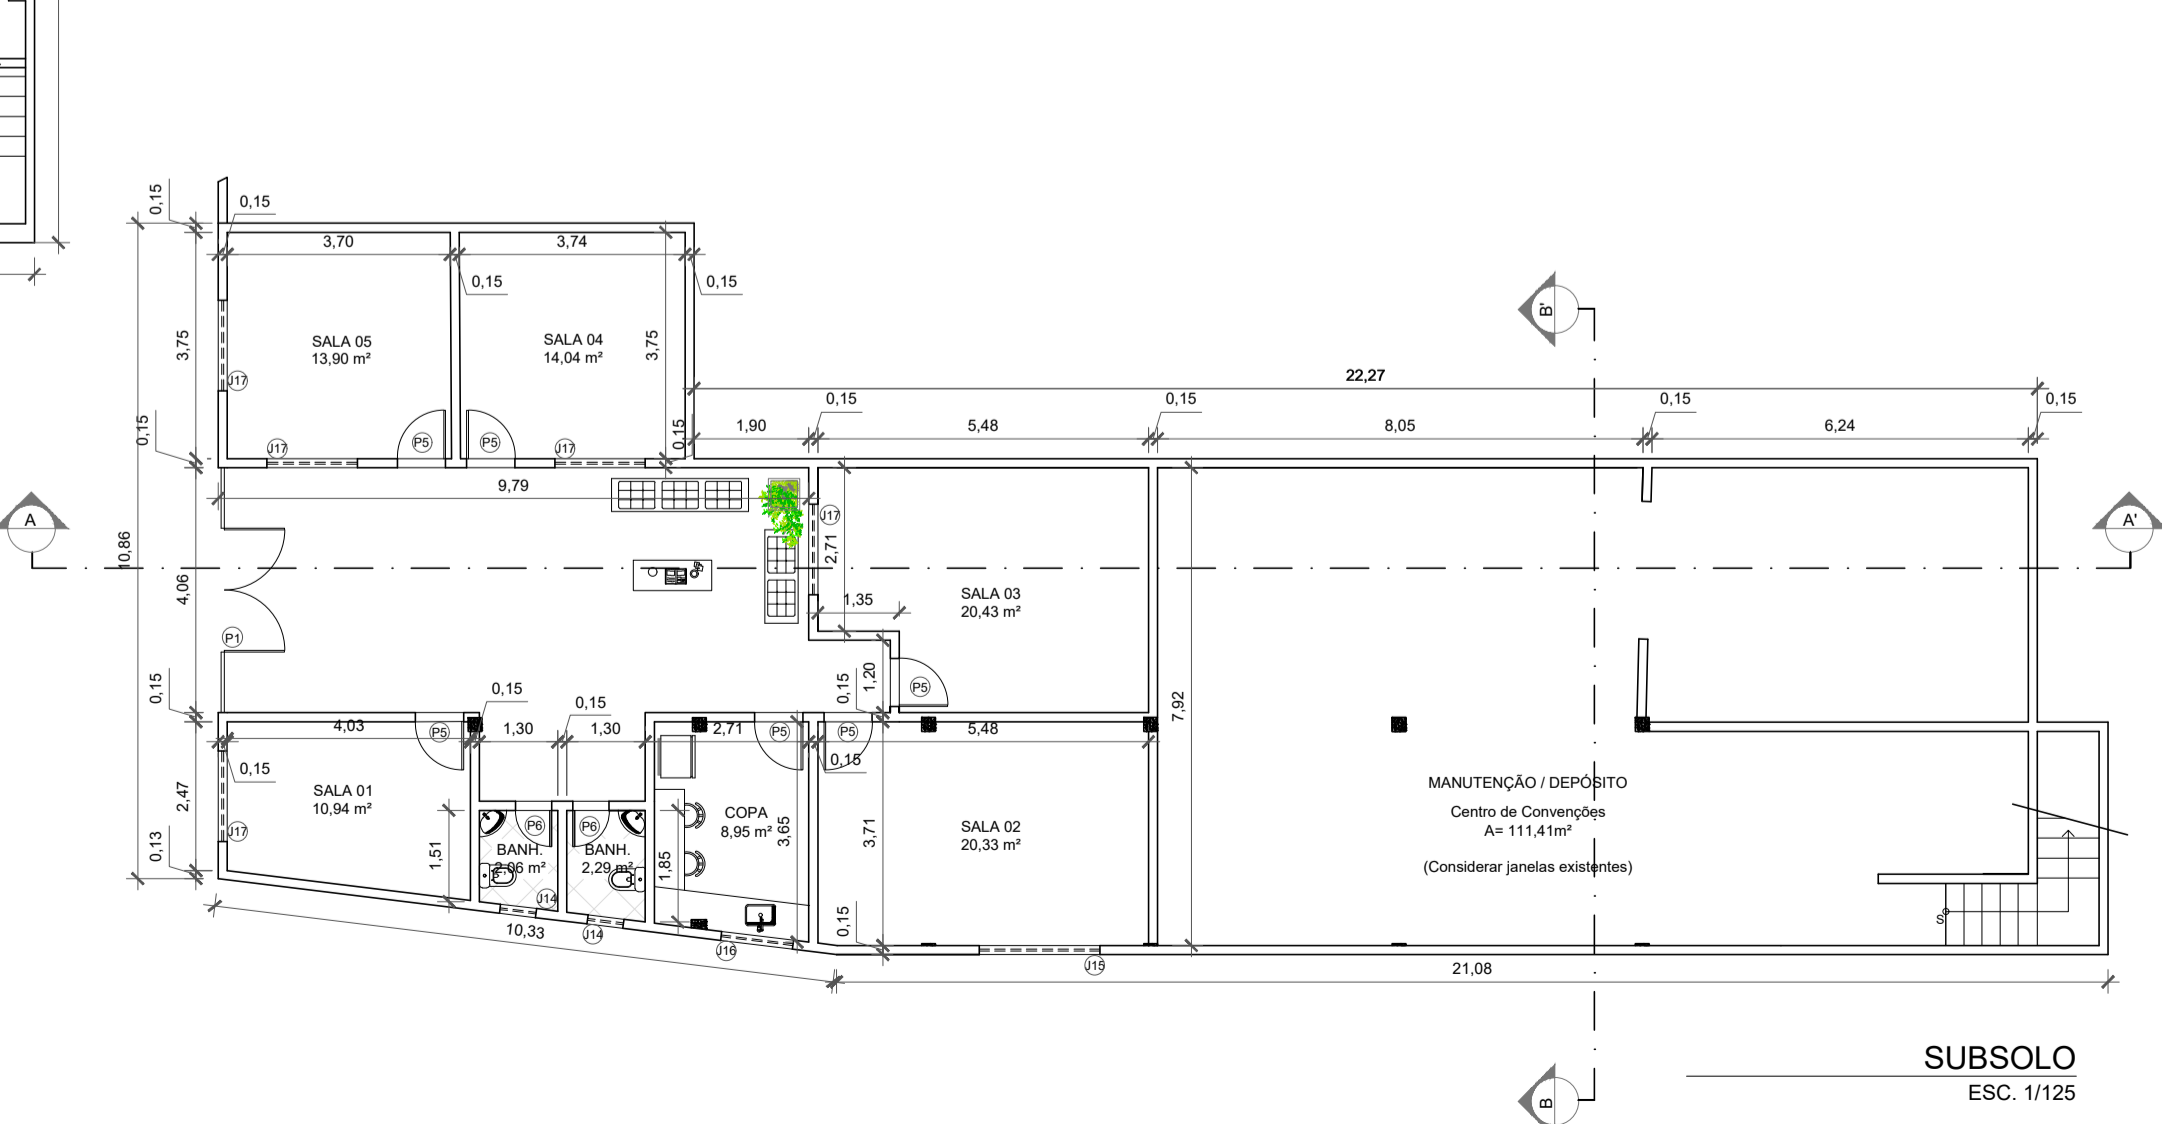 0,15
0,15
3,70
3,74
0,15
0,15
3,75
SALA 05
13,90 m²
SALA 04
14,04 m²
3,75
J17
B'
22,27
0,15
0,15
0,15
0,15
0,15
0,15
1,90
5,48
8,05
6,24
J17
P5
P5
J17
9,79
A
A'
J17
10,86
2,71
4,06
1,35
SALA 03
20,43 m²
P1
0,15
0,15
0,15
0,15
1,20
P5
7,92
4,03
P5
1,30
1,30
2,71
P5
P5
5,48
0,15
0,15
2,47
SALA 01
10,94 m²
J17
0,13
1,51
P6
P6
BANH.
2,06 m²
BANH.
2,29 m²
J14
J14
1,85
COPA
8,95 m²
3,65
3,71
SALA 02
20,33 m²
MANUTENÇÃO / DEPÓSITO
Centro de Convenções
A= 111,41m²
(Considerar janelas existentes)
S
0,15
10,33
J16
J15
21,08
B
SUBSOLO
ESC. 1/125